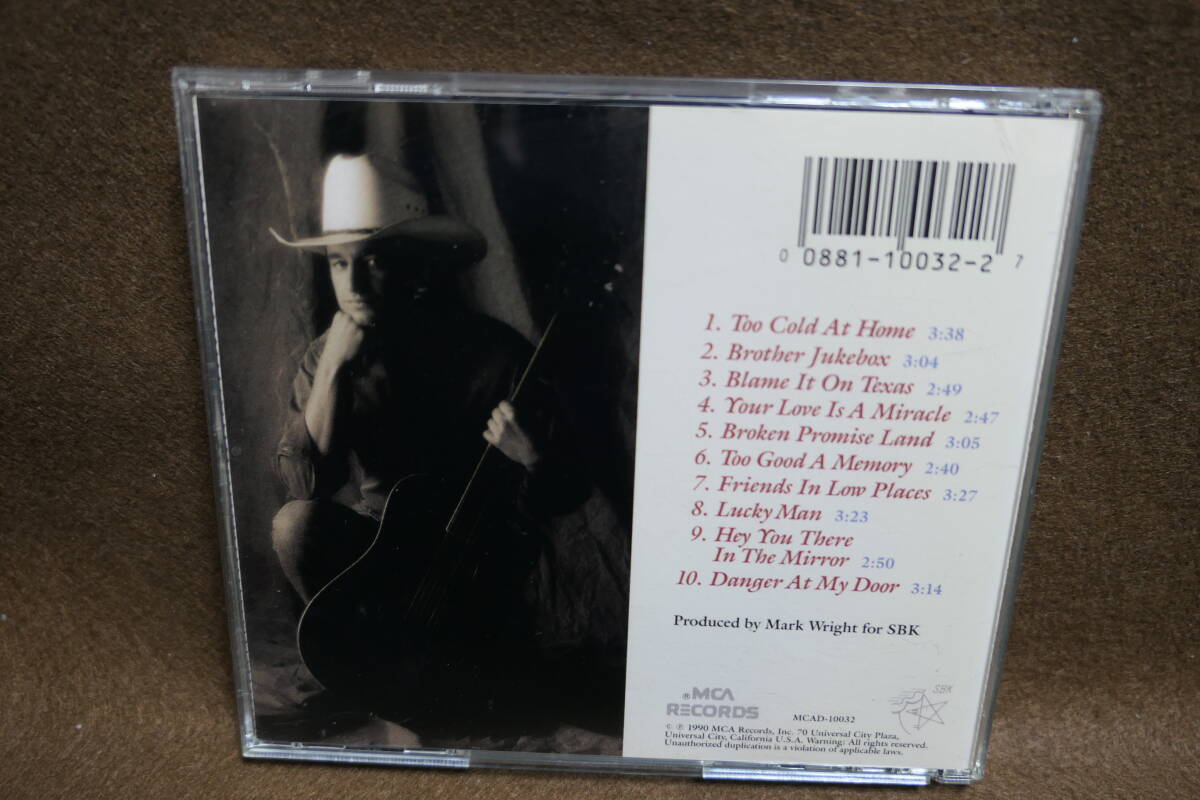 0 0881-10032-2 7
1. Too Cold At Home 3:38
2. Brother Jukebox 3:04
3. Blame It On Texas 2:49
4. Your Love Is A Miracle 2:47
5. Broken Promise Land 3:05
6. Too Good A Memory 2:40
7. Friends In Low Places 3:27
8. Lucky Man 3:23
9. Hey You There
In The Mirror 2:50
10. Danger At My Door 3:14
Produced by Mark Wright for SBK
SBK
®MCA
RECORDS
MCAD-10032
© ℗ 1990 MCA Records, Inc. 70 Universal City Plaza,
Universal City, California U.S.A. Warning: All rights reserved.
Unauthorized duplication is a violation of applicable laws.